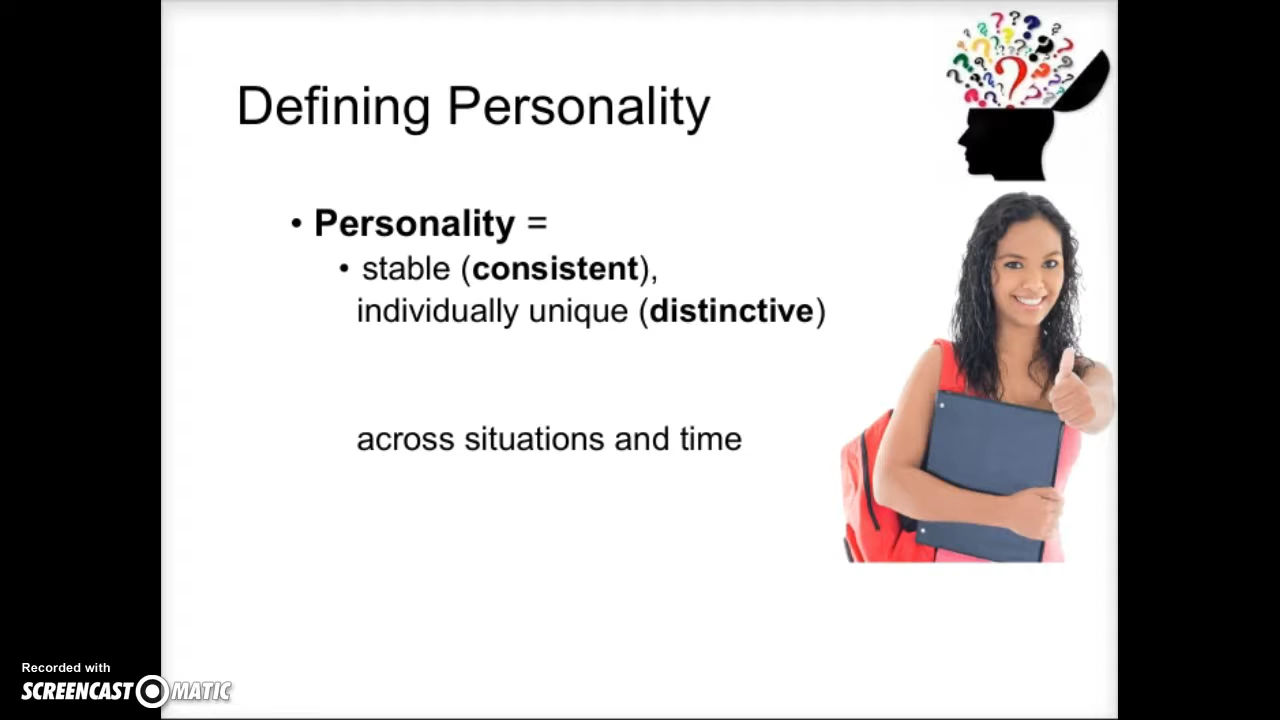 Defining Personality
• Personality =
• stable (consistent),
individually unique (distinctive)
across situations and time
Recorded with
SCREENCAST MATIC